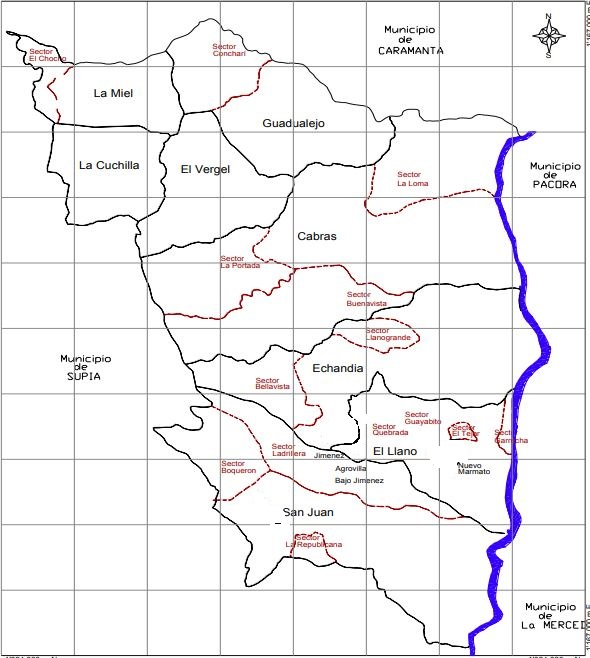 N
S
Municipio
de
CARAMANTA
Sector
El Chocho
Sector
Conchari
La Miel
Guadualejo
La Cuchilla
El Vergel
Municipio
de
PACORA
Sector
La Loma
Cabras
Sector
La Portada
Sector
Buenavista
Sector
Llanogrande
Municipio
de
SUPIA
Echandia
Sector
Bellavista
Sector
Guayabito
Sector
Quebrada
Sector
El Tejar
Sect
Garrucha
Sector
Ladrillera
Jimenez
El Llano
Sector
Boqueron
Agrovilla
Bajo Jimenez
Nuevo
Marmato
San Juan
Sector
La Republicana
Municipio
de
La MERCED